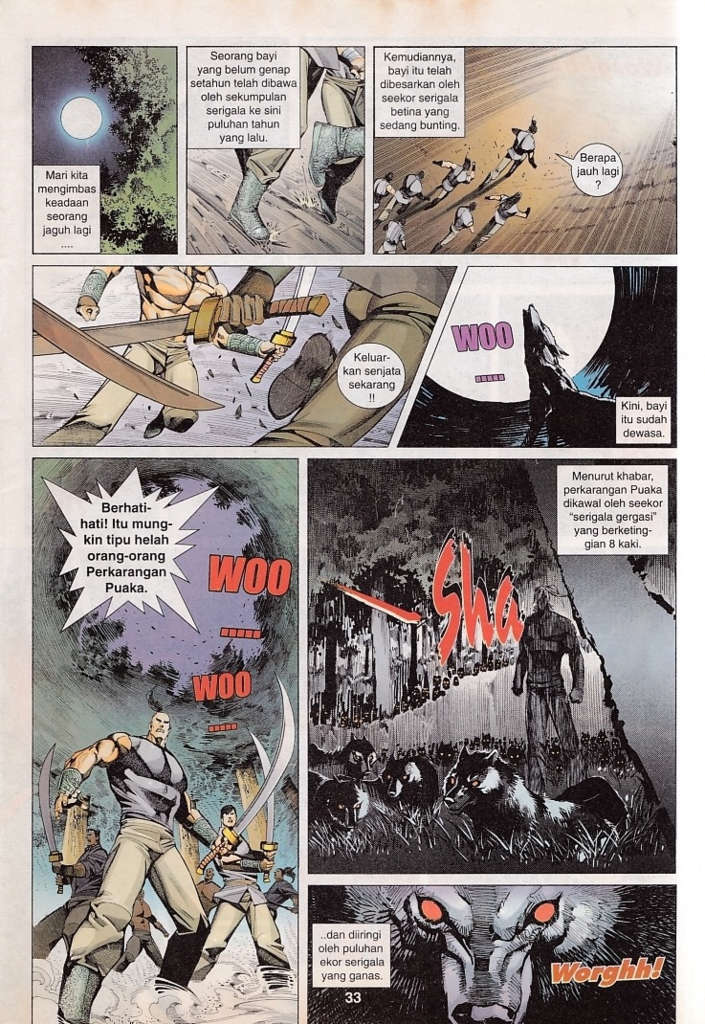 Mari kita
mengimbas
keadaan
seorang
jaguh lagi
....
Seorang bayi
yang belum genap
setahun telah dibawa
oleh sekumpulan
serigala ke sini
puluhan tahun
yang lalu.
Kemudiannya,
bayi itu telah
dibesarkan oleh
seekor serigala
betina yang
sedang bunting.
Berapa
jauh lagi
?
Keluar-
kan senjata
sekarang
!!
WOO
.....
Kini, bayi
itu sudah
dewasa.
Berhati-
hati! Itu mung-
kin tipu helah
orang-orang
Perkarangan
Puaka.
WOO
.....
WOO
.....
Menurut khabar,
perkarangan Puaka
dikawal oleh seekor
“serigala gergasi”
yang berketing-
gian 8 kaki.
Sha
..dan diiringi
oleh puluhan
ekor serigala
yang ganas.
Worghh!
33